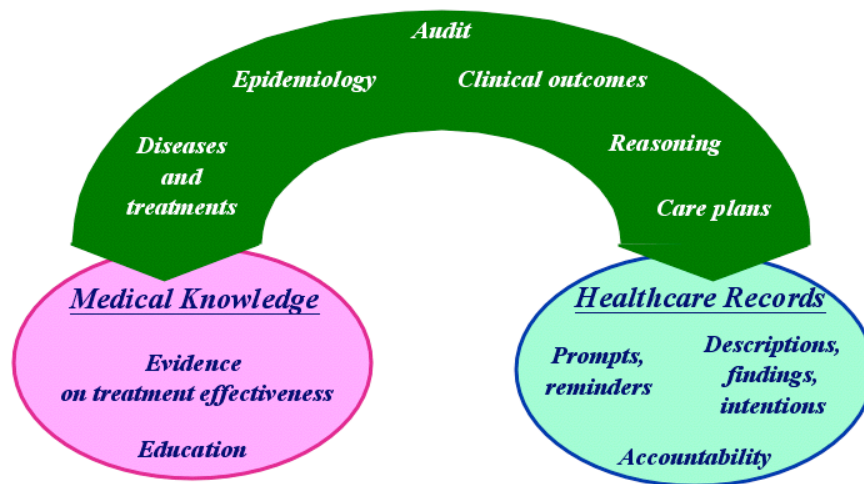 Audit
Epidemiology
Clinical outcomes
Diseases
and
treatments
Reasoning
Care plans
Medical Knowledge
Evidence
on treatment effectiveness
Education
Healthcare Records
Prompts,
reminders
Descriptions,
findings,
intentions
Accountability